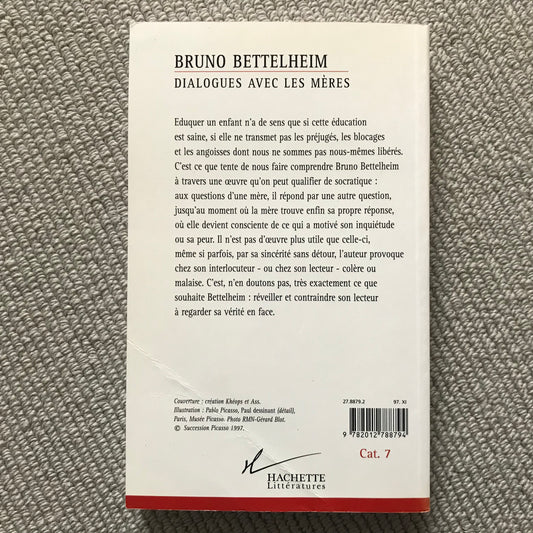 BRUNO BETTELHEIM
DIALOGUES AVEC LES MÈRES
Eduquer un enfant n'a de sens que si cette éducation
est saine, si elle ne transmet pas les préjugés, les blocages
et les angoisses dont nous ne sommes pas nous-mêmes libérés.
C'est ce que tente de nous faire comprendre Bruno Bettelheim
à travers une œuvre qu'on peut qualifier de socratique :
aux questions d'une mère, il répond par une autre question,
jusqu'au moment où la mère trouve enfin sa propre réponse,
où elle devient consciente de ce qui a motivé son inquiétude
ou sa peur. Il n'est pas d'œuvre plus utile que celle-ci,
même si parfois, par sa sincérité sans détour, l'auteur provoque
chez son interlocuteur - ou chez son lecteur - colère ou
malaise. C'est, n'en doutons pas, très exactement ce que
souhaite Bettelheim : réveiller et contraindre son lecteur
à regarder sa vérité en face.
Couverture : création Khéops et Ass.
Illustration : Pablo Picasso, Paul dessinant (détail),
Paris, Musée Picasso. Photo RMN-Gérard Blot.
© Succession Picasso 1997.
27.8879.2 97. XI
9 782012 788794
Cat. 7
HACHETTE
Littératures